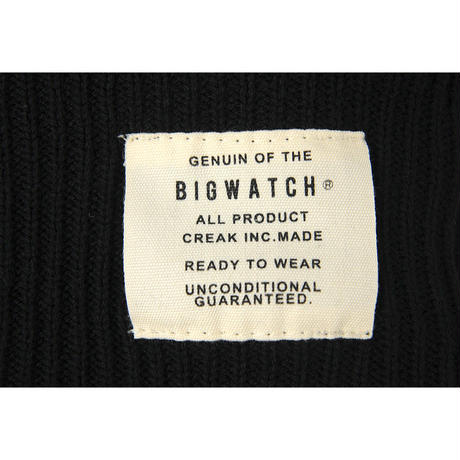 GENUIN OF THE
BIGWATCH®
ALL PRODUCT
CREAK INC.MADE
READY TO WEAR
UNCONDITIONAL
GUARANTEED.